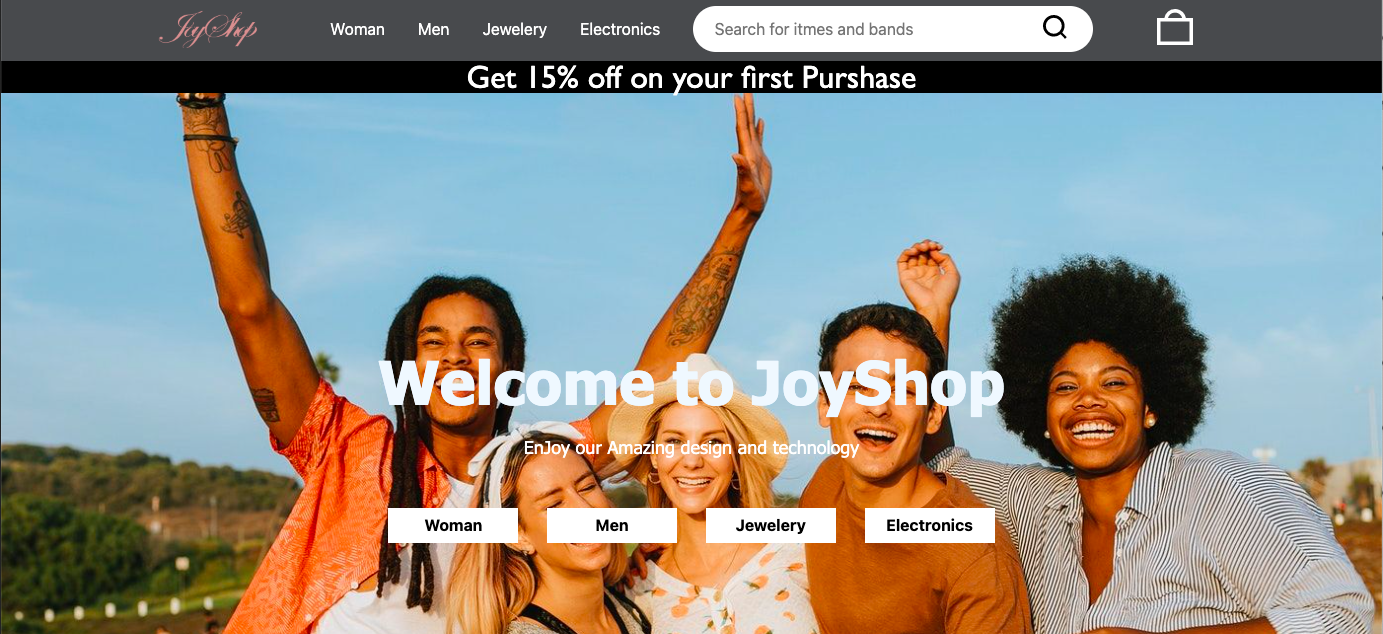 JoyShop
Woman Men Jewelery Electronics Search for itmes and bands
Get 15% off on your first Purshase
Welcome to JoyShop
EnJoy our Amazing design and technology
Woman Men Jewelery Electronics